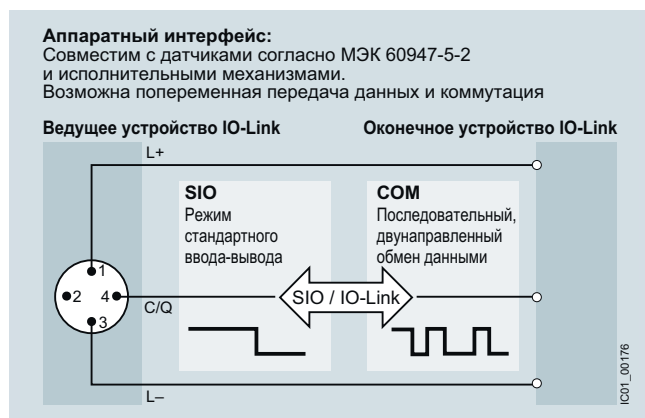 Аппаратный интерфейс:
Совместим с датчиками согласно МЭК 60947-5-2
и исполнительными механизмами.
Возможна попеременная передача данных и коммутация
Ведущее устройство IO-Link
Оконечное устройство IO-Link
L+
SIO
Режим
стандартного
ввода-вывода
COM
Последовательный,
двунаправленный
обмен данными
1
2
4
3
C/Q
SIO / IO-Link
L–
IC01_00176